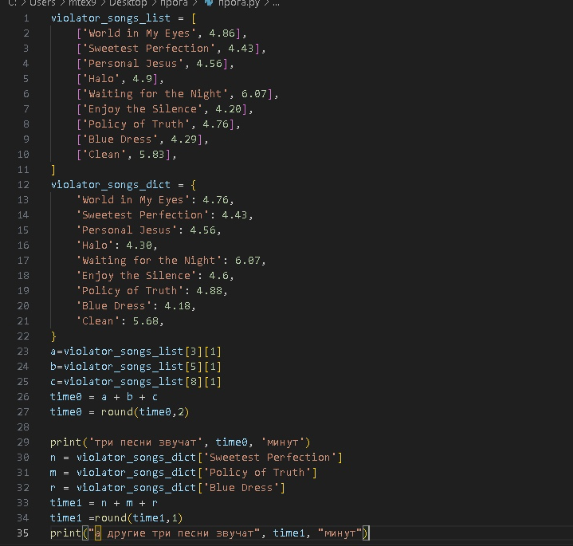 C: > Users > mtex9 > Desktop > прога > прога.py > ...
1 violator_songs_list = [
2 ['World in My Eyes', 4.86],
3 ['Sweetest Perfection', 4.43],
4 ['Personal Jesus', 4.56],
5 ['Halo', 4.9],
6 ['Waiting for the Night', 6.07],
7 ['Enjoy the Silence', 4.20],
8 ['Policy of Truth', 4.76],
9 ['Blue Dress', 4.29],
10 ['Clean', 5.83],
11 ]
12 violator_songs_dict = {
13 'World in My Eyes': 4.76,
14 'Sweetest Perfection': 4.43,
15 'Personal Jesus': 4.56,
16 'Halo': 4.30,
17 'Waiting for the Night': 6.07,
18 'Enjoy the Silence': 4.6,
19 'Policy of Truth': 4.88,
20 'Blue Dress': 4.18,
21 'Clean': 5.68,
22 }
23 a=violator_songs_list[3][1]
24 b=violator_songs_list[5][1]
25 c=violator_songs_list[8][1]
26 time0 = a + b + c
27 time0 = round(time0,2)
28
29 print('три песни звучат', time0, 'минут')
30 n = violator_songs_dict['Sweetest Perfection']
31 m = violator_songs_dict['Policy of Truth']
32 r = violator_songs_dict['Blue Dress']
33 time1 = n + m + r
34 time1 =round(time1,1)
35 print("а другие три песни звучат", time1, "минут")